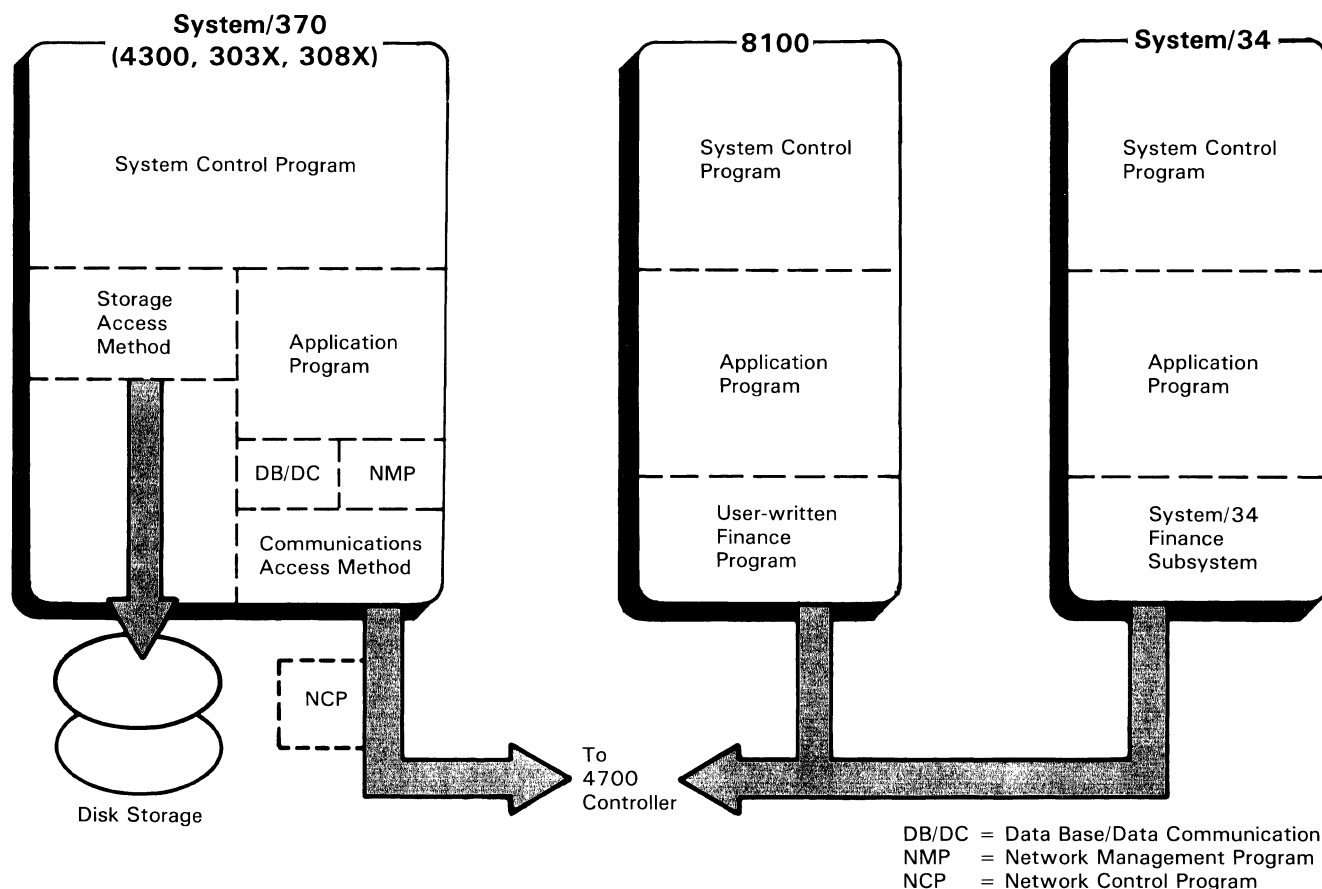 System/370
(4300, 303X, 308X)
System Control Program
Storage
Access
Method
Application
Program
DB/DC
NMP
Communications
Access Method
NCP
Disk Storage
8100
System Control
Program
Application
Program
User-written
Finance
Program
System/34
System Control
Program
Application
Program
System/34
Finance
Subsystem
To
4700
Controller
DB/DC = Data Base/Data Communication
NMP = Network Management Program
NCP = Network Control Program